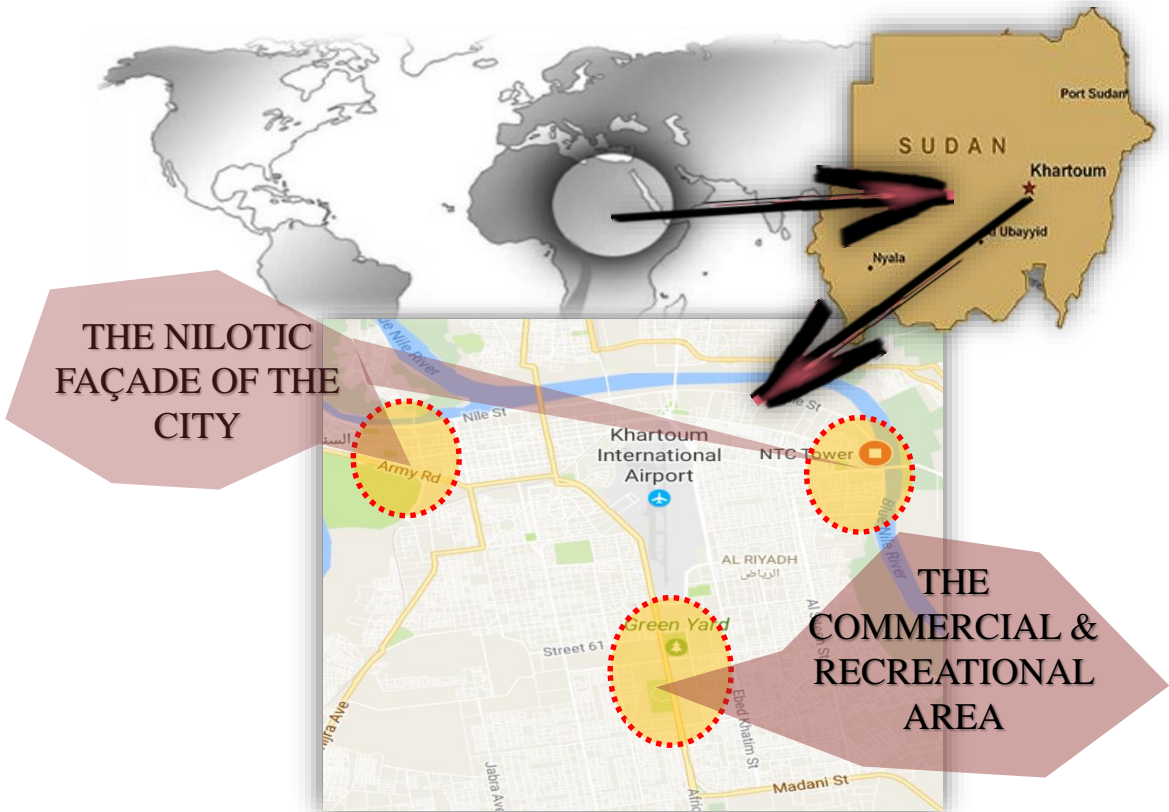 Port Sudan
SUDAN
Khartoum
Ubayyid
Nyala
THE NILOTIC
FAÇADE OF THE
CITY
Nile River
Nile St
Army Rd
Khartoum
International
Airport
NTC Tower
Blue Nile River
AL RIYADH
الرياض
Green Yard
Street 61
Ebed Khatim St
Jabra Ave
Madani St
THE
COMMERCIAL &
RECREATIONAL
AREA